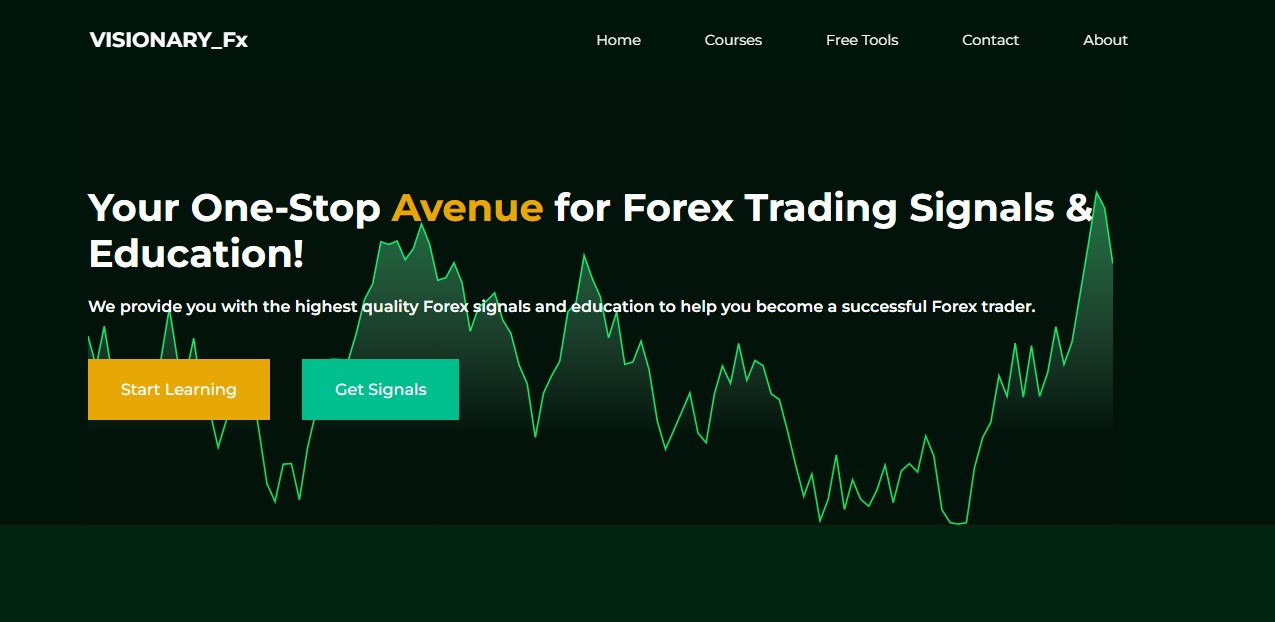 VISIONARY_Fx
Home Courses Free Tools Contact About
Your One-Stop Avenue for Forex Trading Signals &
Education!
We provide you with the highest quality Forex signals and education to help you become a successful Forex trader.
Start Learning Get Signals